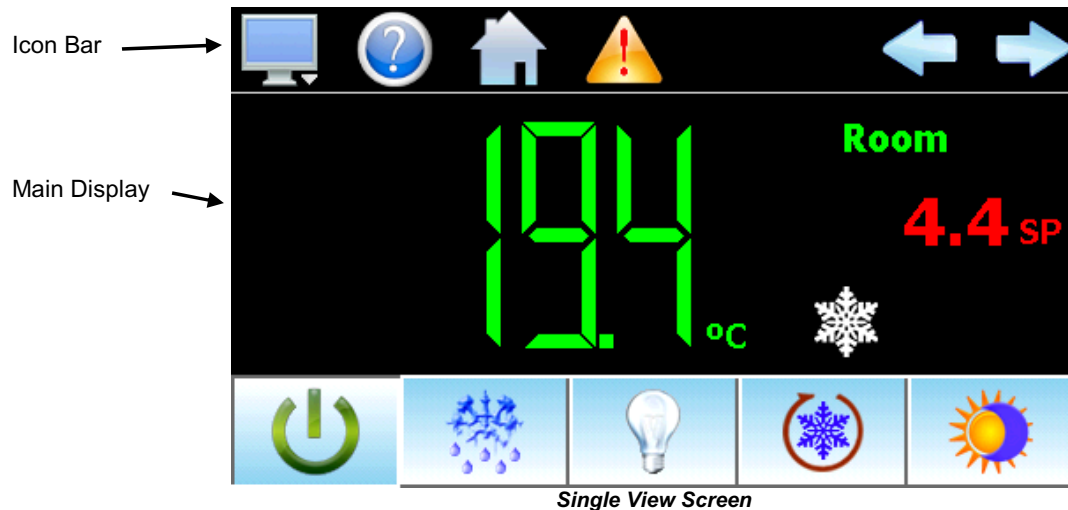 Icon Bar
?
!
Room
Main Display
19.4 °C
4.4 SP
Single View Screen